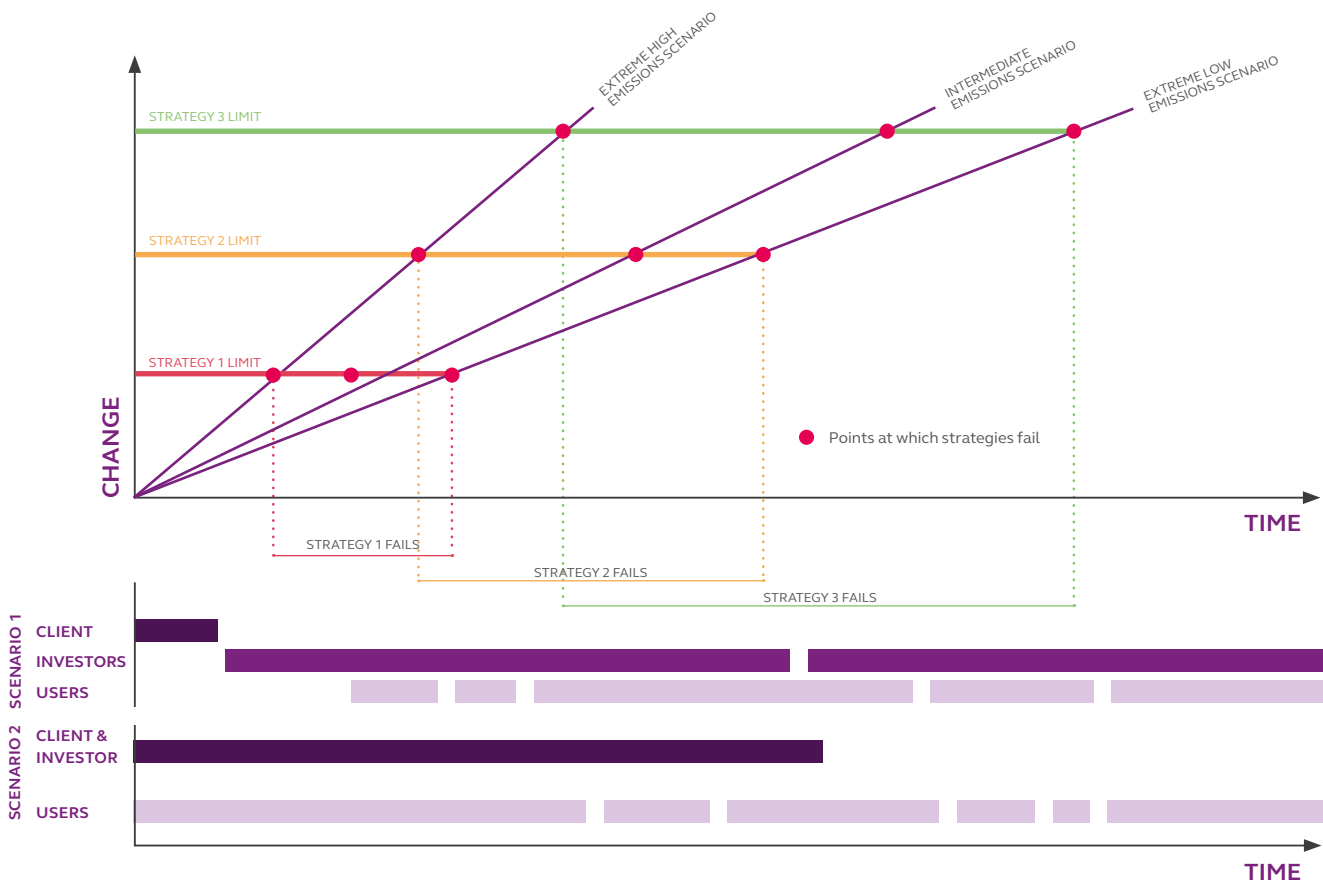 EXTREME HIGH
EMISSIONS SCENARIO
INTERMEDIATE
EMISSIONS SCENARIO
EXTREME LOW
EMISSIONS SCENARIO
STRATEGY 3 LIMIT
STRATEGY 2 LIMIT
STRATEGY 1 LIMIT
CHANGE
Points at which strategies fail
TIME
STRATEGY 1 FAILS
STRATEGY 2 FAILS
STRATEGY 3 FAILS
SCENARIO 1
CLIENT
INVESTORS
USERS
SCENARIO 2
CLIENT &
INVESTOR
USERS
TIME